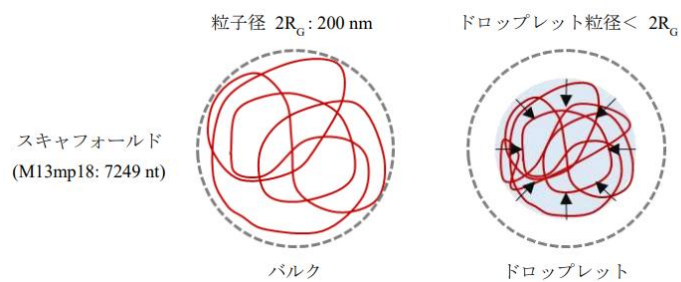 粒子径 2R_G: 200 nm
ドロップレット粒径< 2R_G
スキャフォールド
(M13mp18: 7249 nt)
バルク
ドロップレット